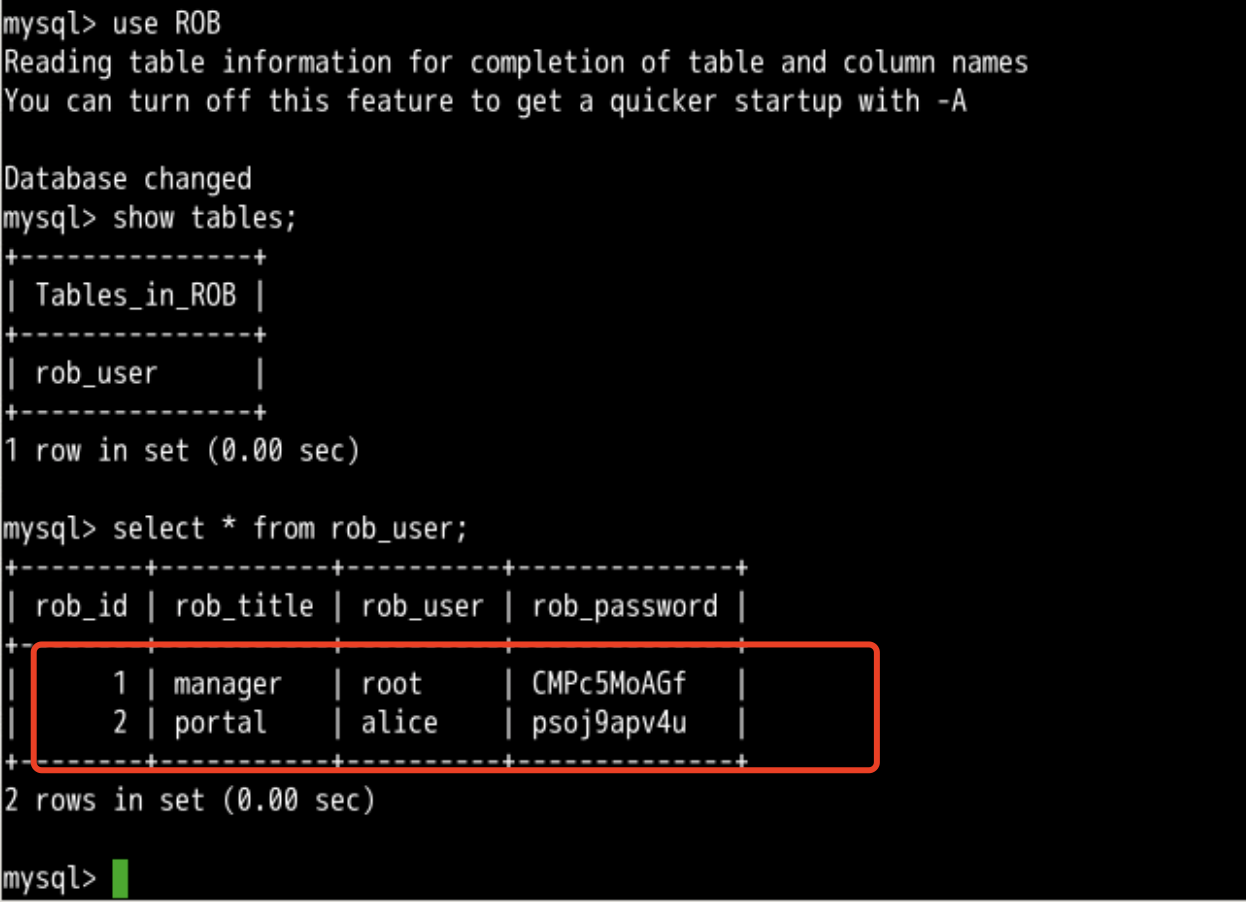 mysql> use ROB
Reading table information for completion of table and column names
You can turn off this feature to get a quicker startup with -A
Database changed
mysql> show tables;
+---------------+
| Tables_in_ROB |
+---------------+
| rob_user      |
+---------------+
1 row in set (0.00 sec)
mysql> select * from rob_user;
+--------+-----------+----------+--------------+
| rob_id | rob_title | rob_user | rob_password |
+--------+-----------+----------+--------------+
|      1 | manager   | root     | CMPc5MoAGf   |
|      2 | portal    | alice    | psoj9apv4u   |
+--------+-----------+----------+--------------+
2 rows in set (0.00 sec)
mysql>